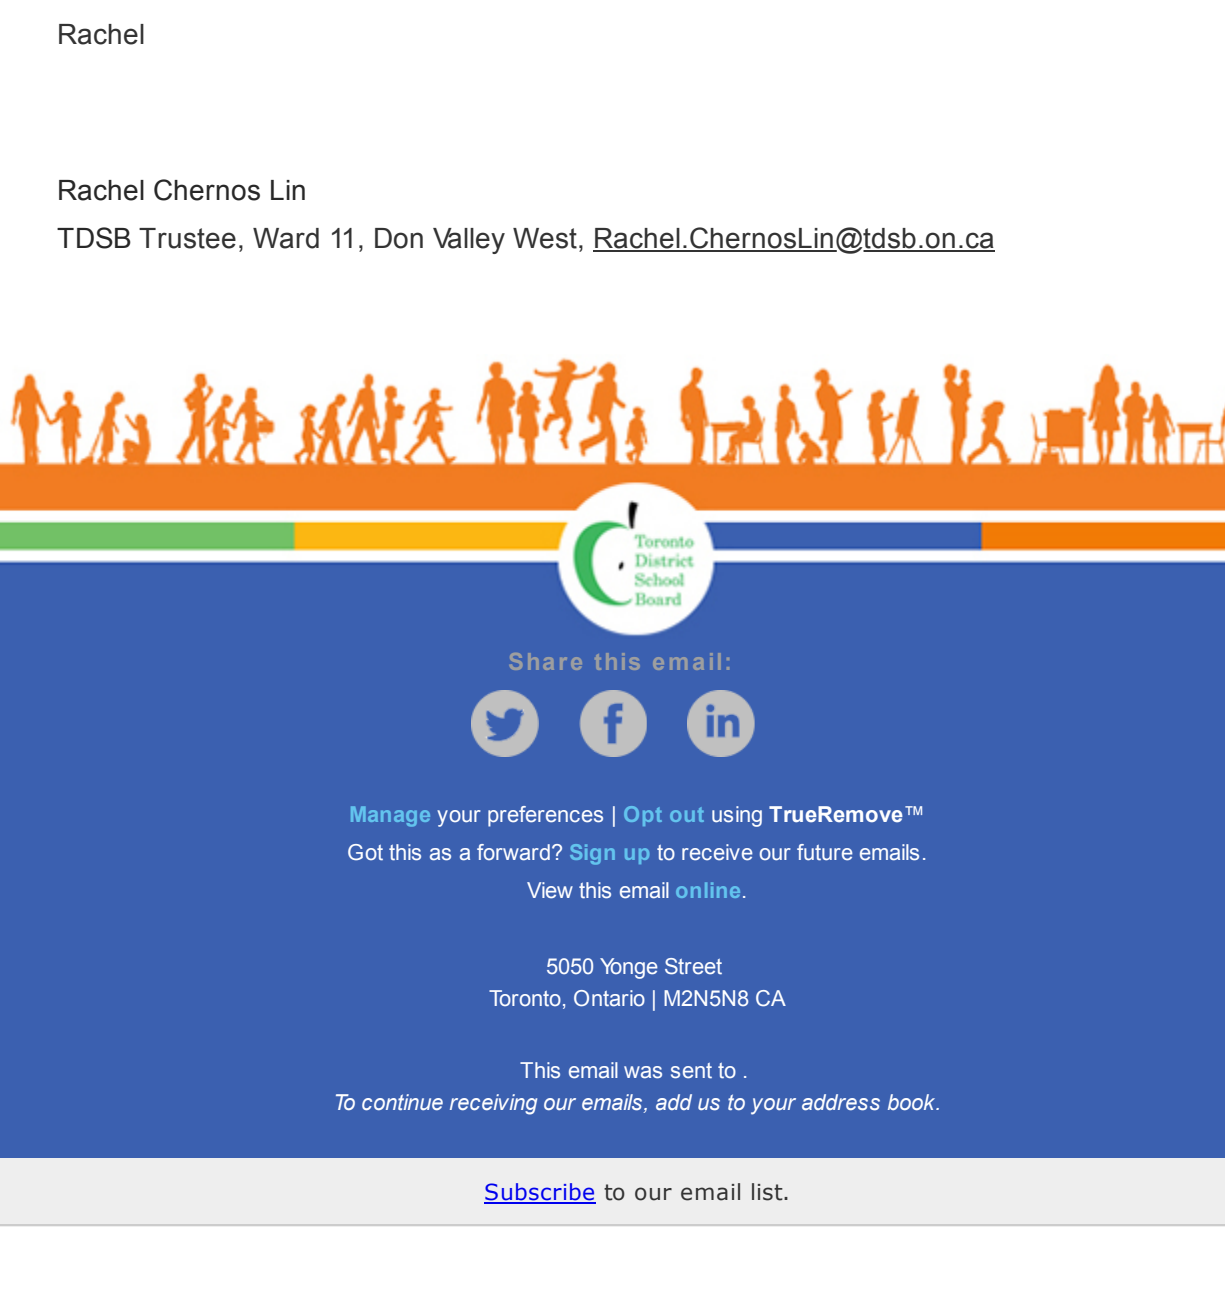 Rachel
Rachel Chernos Lin
TDSB Trustee, Ward 11, Don Valley West, Rachel.ChernosLin@tdsb.on.ca
Toronto
District
School
Board
Share this email:
f
in
Manage your preferences | Opt out using TrueRemove™
Got this as a forward? Sign up to receive our future emails.
View this email online.
5050 Yonge Street
Toronto, Ontario | M2N5N8 CA
This email was sent to .
To continue receiving our emails, add us to your address book.
Subscribe to our email list.